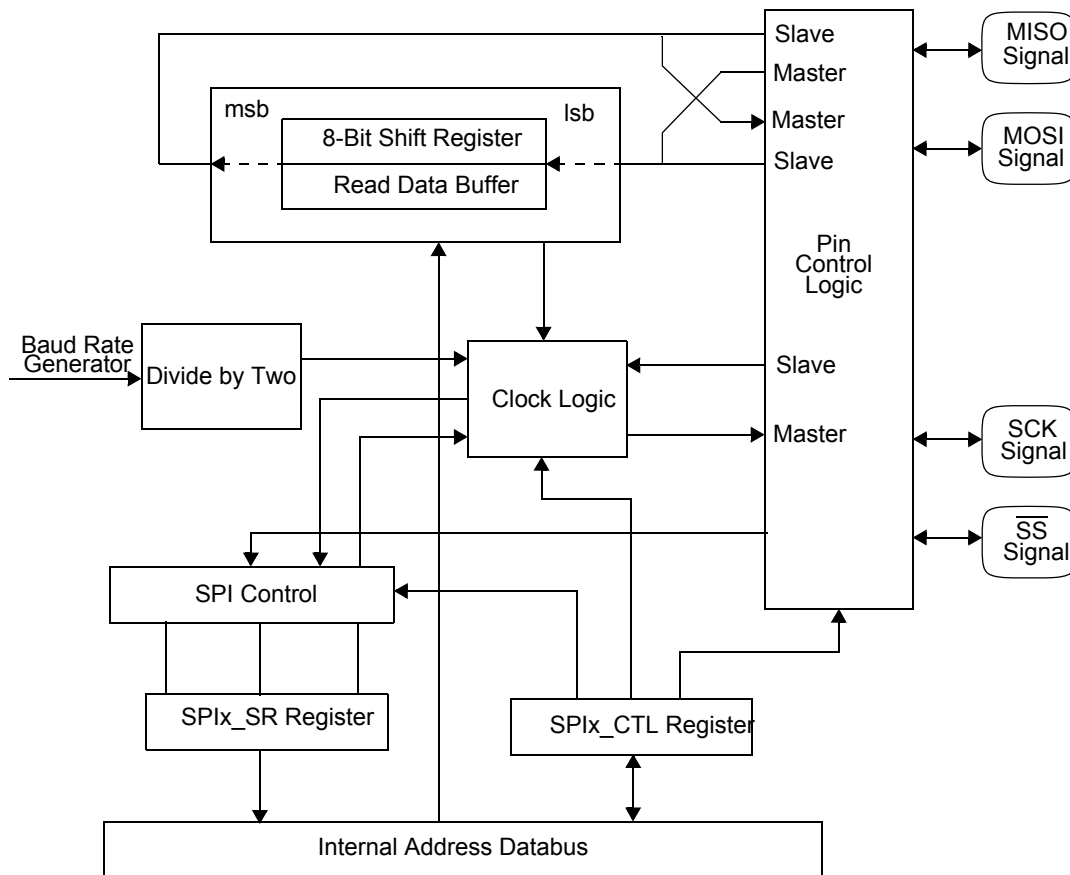 Slave
MISO
Signal
Master
msb
lsb
Master
MOSI
Signal
8-Bit Shift Register
Slave
Read Data Buffer
Pin
Control
Logic
Baud Rate
Generator
Divide by Two
Slave
Clock Logic
Master
SCK
Signal
SS
Signal
SPI Control
SPIx_SR Register
SPIx_CTL Register
Internal Address Databus